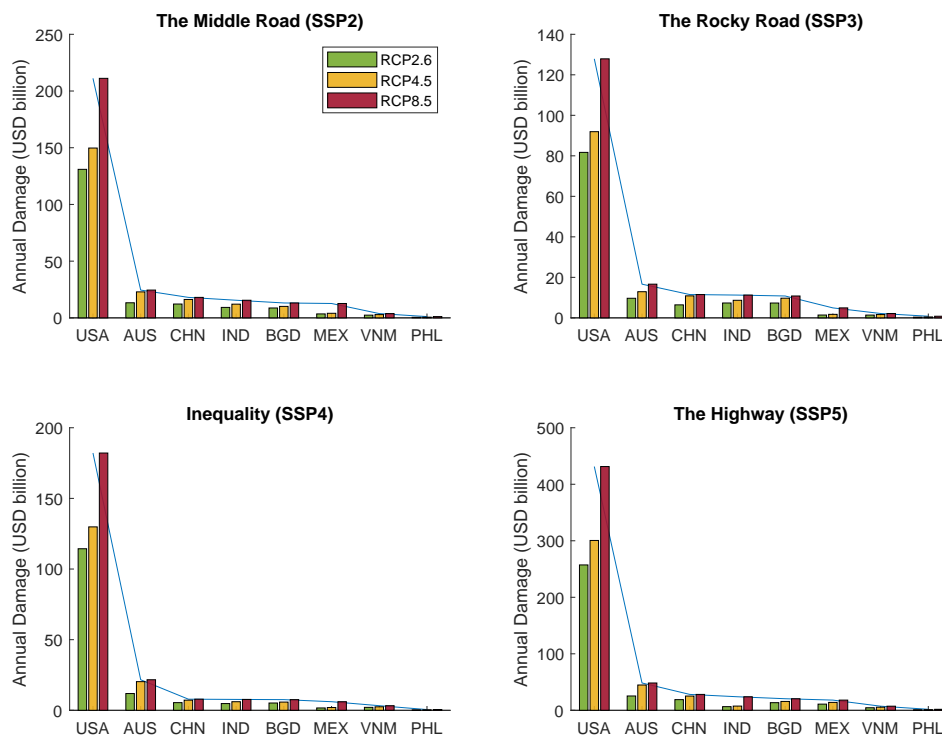 The Middle Road (SSP2)
250
200
150
100
50
0
Annual Damage (USD billion)
RCP2.6
RCP4.5
RCP8.5
USA AUS CHN IND BGD MEX VNM PHL
The Rocky Road (SSP3)
140
120
100
80
60
40
20
0
Annual Damage (USD billion)
USA AUS CHN IND BGD MEX VNM PHL
Inequality (SSP4)
200
150
100
50
0
Annual Damage (USD billion)
USA AUS CHN IND BGD MEX VNM PHL
The Highway (SSP5)
500
400
300
200
100
0
Annual Damage (USD billion)
USA AUS CHN IND BGD MEX VNM PHL